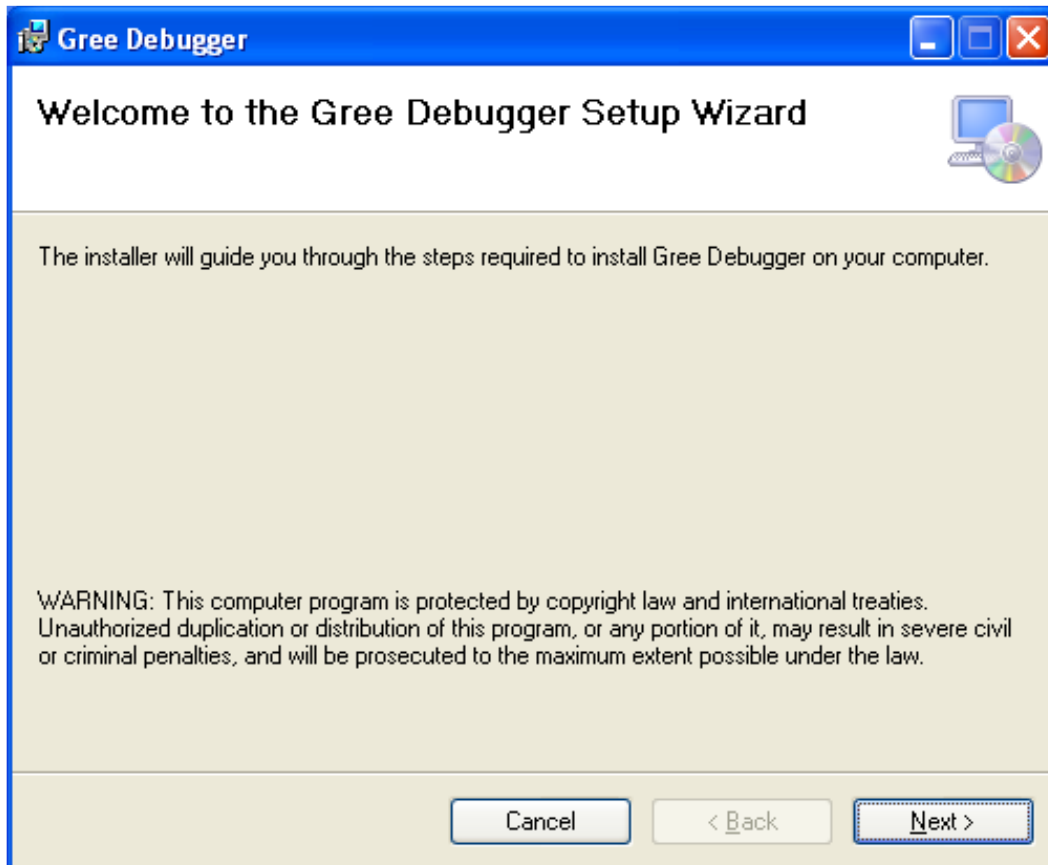 Gree Debugger
Welcome to the Gree Debugger Setup Wizard
The installer will guide you through the steps required to install Gree Debugger on your computer.
WARNING: This computer program is protected by copyright law and international treaties.
Unauthorized duplication or distribution of this program, or any portion of it, may result in severe civil
or criminal penalties, and will be prosecuted to the maximum extent possible under the law.
Cancel < Back Next >